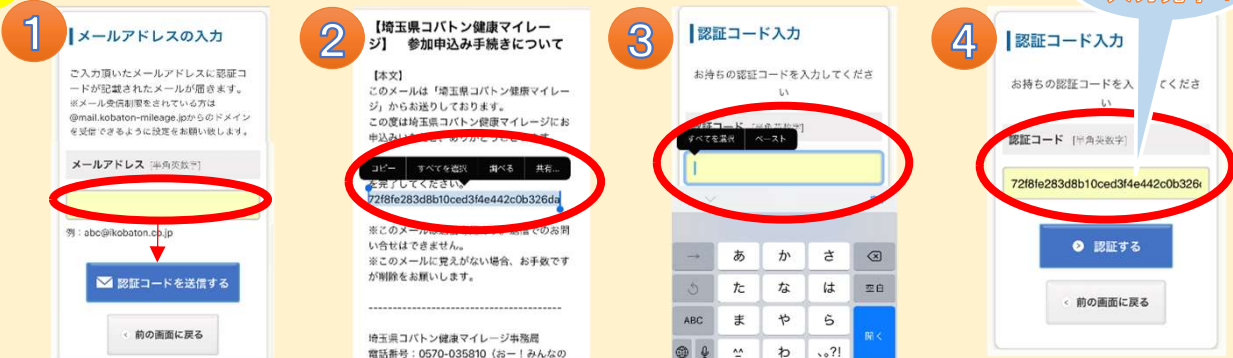 1
メールアドレスの入力
ご入力頂いたメールアドレスに認証コ
ードが記載されたメールが届きます。
※メール受信制限をされている方は
@mail.kobaton-mileage.jpからのドメイン
を受信できるように設定をお願い致します。
メールアドレス [半角英数字]
例：abc@ikobaton.co.jp
認証コードを送信する
前の画面に戻る
2
【埼玉県コバトン健康マイレー
ジ】 参加申込み手続きについて
【本文】
このメールは「埼玉県コバトン健康マイレー
ジ」からお送りしております。
この度は埼玉県コバトン健康マイレージにお
コピー すべてを選択 調べる 共有...
を完了してください。
72f8fe283d8b10ced3f4e442c0b326da
い合せはできません。
※このメールに覚えがない場合、お手数です
が削除をお願いします。
埼玉県コバトン健康マイレージ事務局
電話番号：0570-035810（おー！みんなの
3
認証コード入力
お持ちの認証コードを入力してくださ
い
すべてを選択 ペースト
→ あ か さ
た な は 空白
ABC ま や ら
開く
^^ わ 、。?!
4
認証コード入力
お持ちの認証コードを入 てくださ
い
認証コード [半角英数字]
72f8fe283d8b10ced3f4e442c0b326
認証する
前の画面に戻る